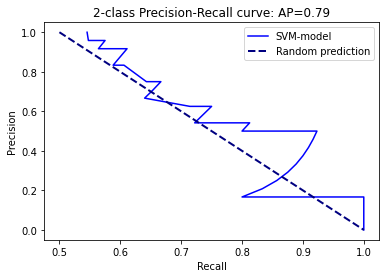 2-class Precision-Recall curve: AP=0.79
SVM-model
Random prediction
Precision
1.0
0.8
0.6
0.4
0.2
0.0
0.5 0.6 0.7 0.8 0.9 1.0
Recall